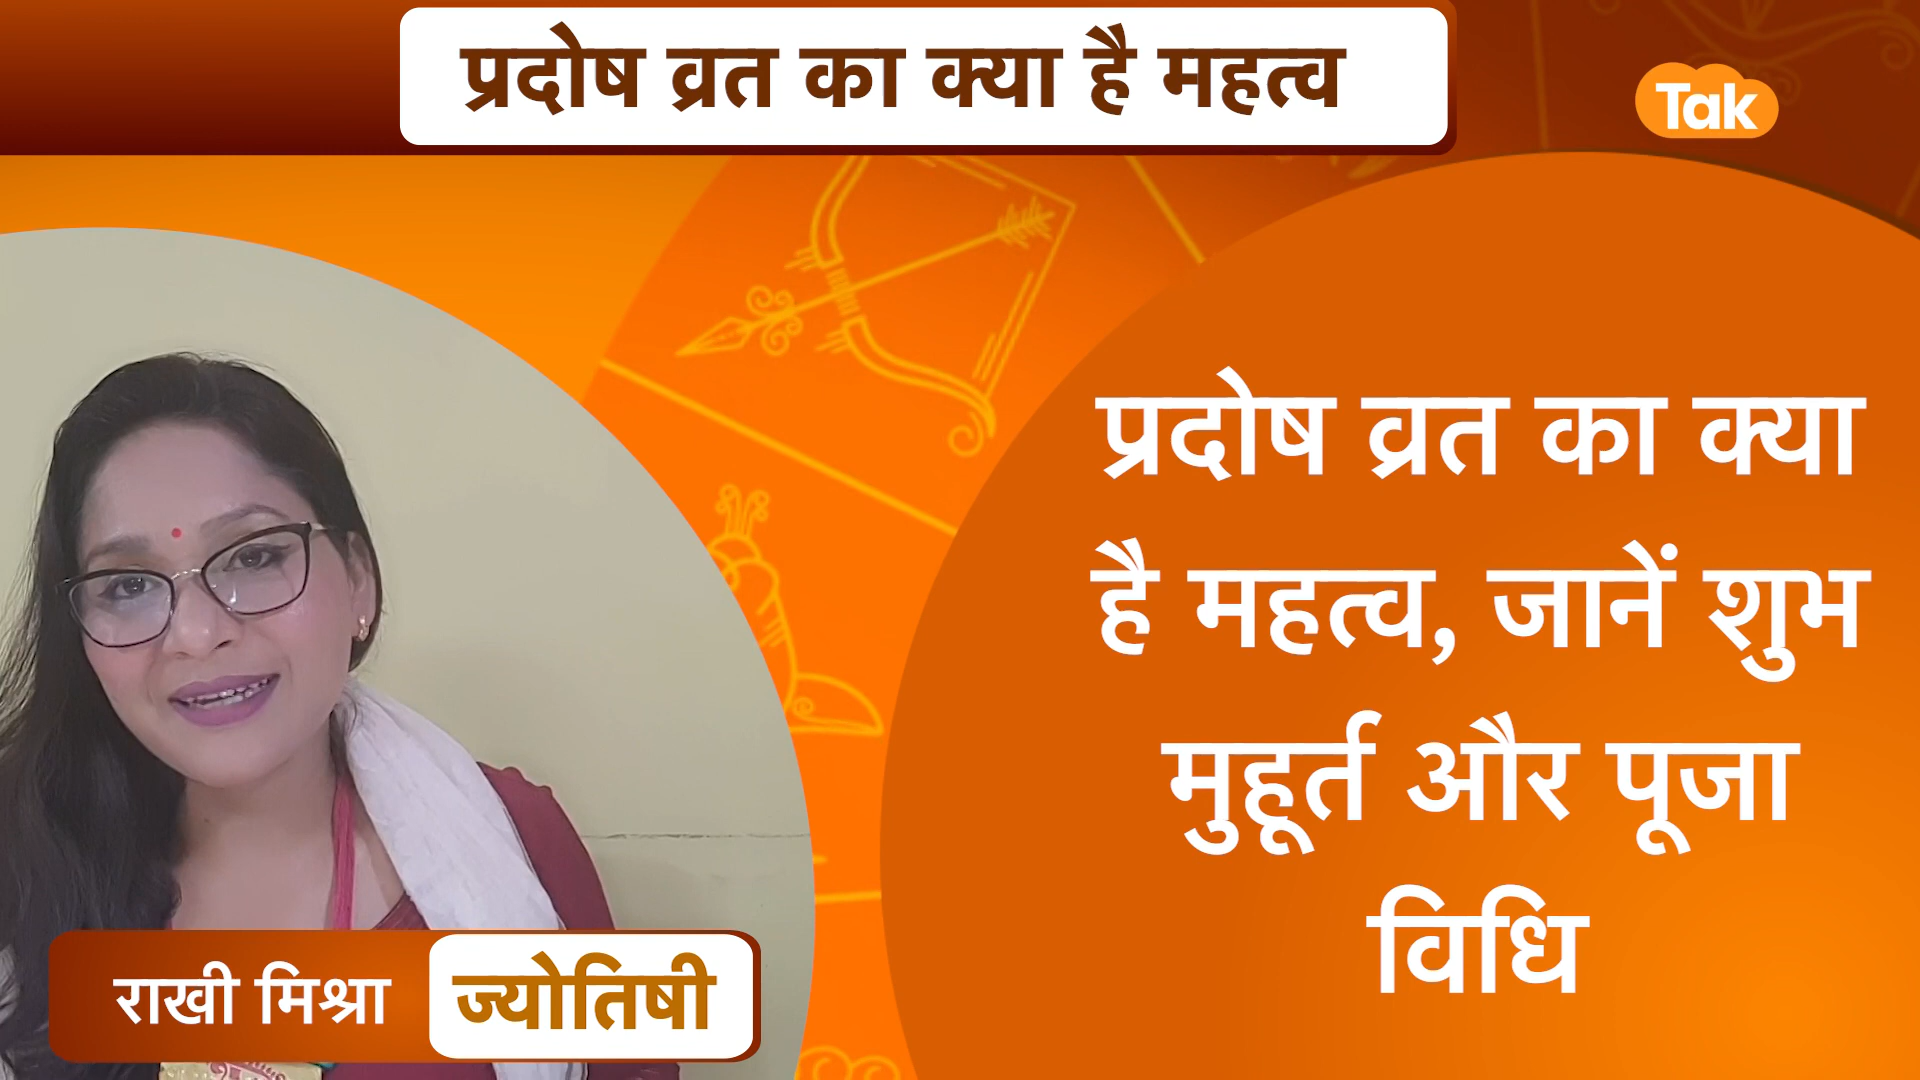 प्रदोष व्रत का क्या है महत्व
Tak
प्रदोष व्रत का क्या
है महत्व, जानें शुभ
मुहूर्त और पूजा
विधि
राखी मिश्रा
ज्योतिषी